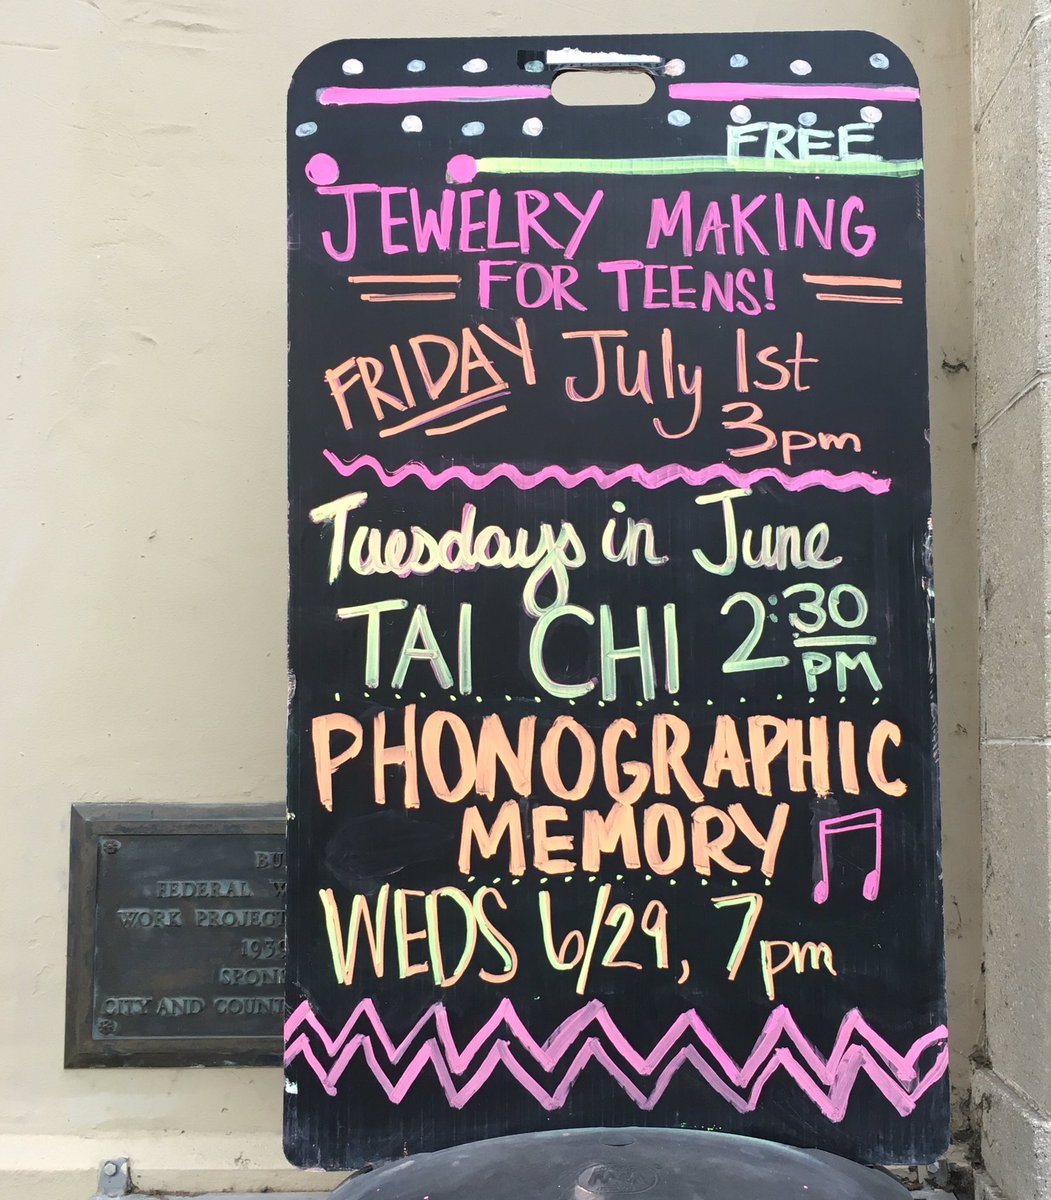 FREE
JEWELRY MAKING
FOR TEENS!
FRIDAY July 1st
3pm
Tuesdays in June
TAI CHI 2:30 PM
PHONOGRAPHIC
MEMORY
WEDS 6/29, 7pm
FEDERAL
WORK PROJECT
CITY AND